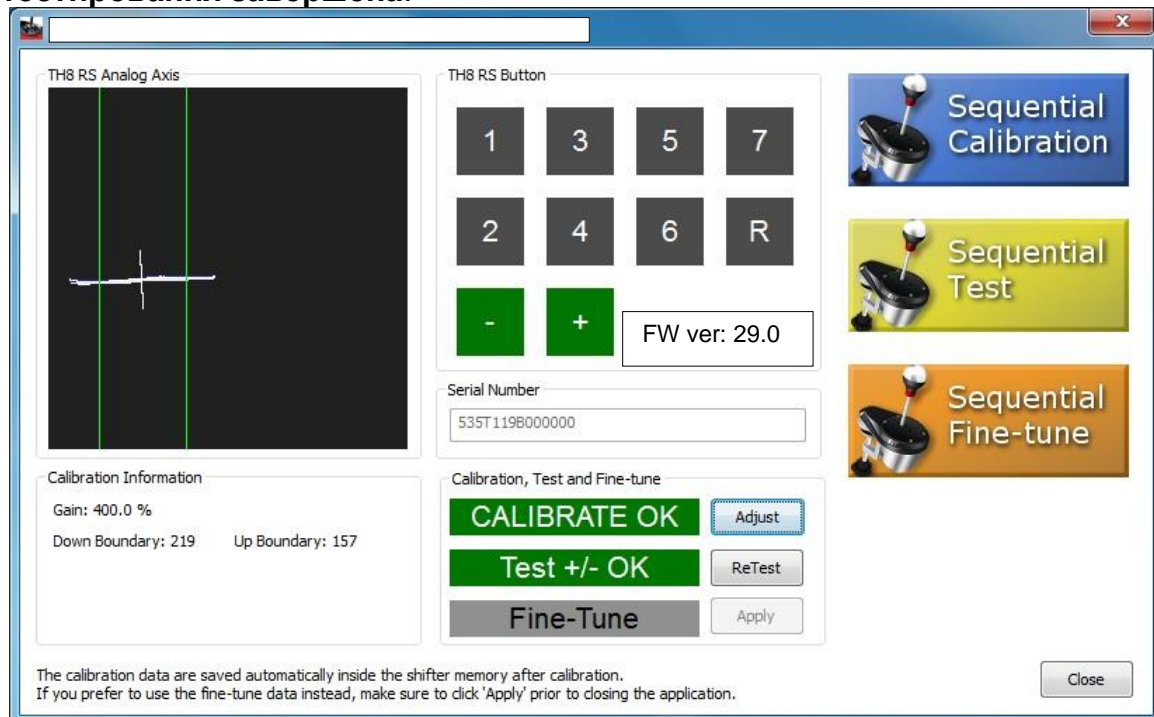 TH8 RS Analog Axis
TH8 RS Button
1 3 5 7
2 4 6 R
- +
FW ver: 29.0
Serial Number
535T119B000000
Calibration Information
Gain: 400.0 %
Down Boundary: 219 Up Boundary: 157
Calibration, Test and Fine-tune
CALIBRATE OK Adjust
Test +/- OK ReTest
Fine-Tune Apply
Sequential
Calibration
Sequential
Test
Sequential
Fine-tune
The calibration data are saved automatically inside the shifter memory after calibration.
If you prefer to use the fine-tune data instead, make sure to click 'Apply' prior to closing the application.
Close